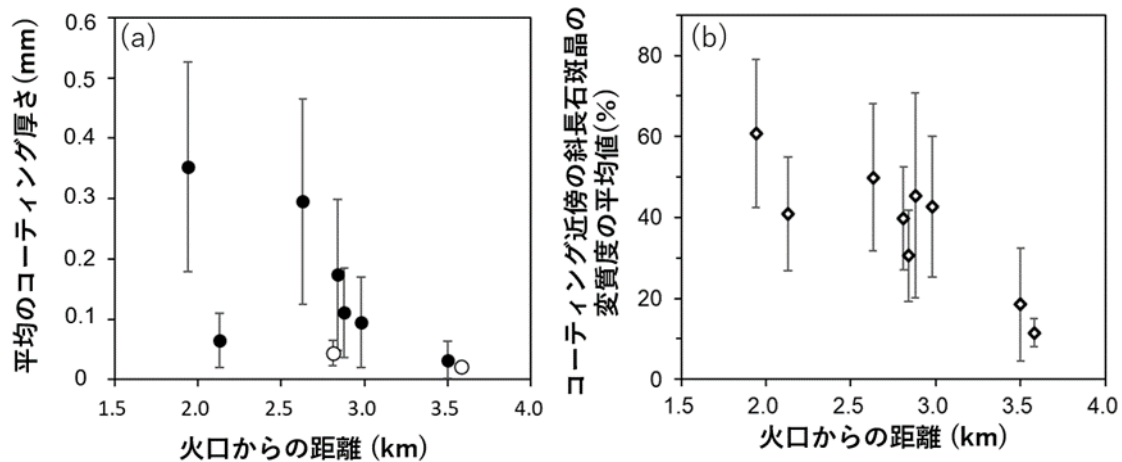 (a)
平均のコーティング厚さ(mm)
0.6
0.5
0.4
0.3
0.2
0.1
0
1.5 2.0 2.5 3.0 3.5 4.0
火口からの距離 (km)
(b)
コーティング近傍の斜長石斑晶の
変質度の平均値(%)
80
60
40
20
0
1.5 2.0 2.5 3.0 3.5 4.0
火口からの距離 (km)